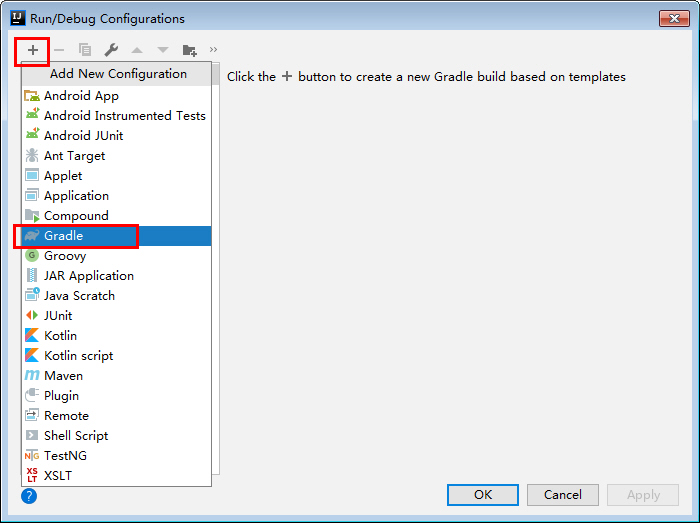 Run/Debug Configurations
Add New Configuration
Click the + button to create a new Gradle build based on templates
Android App
Android Instrumented Tests
Android JUnit
Ant Target
Applet
Application
Compound
Gradle
Groovy
JAR Application
Java Scratch
JUnit
Kotlin
Kotlin script
Maven
Plugin
Remote
Shell Script
TestNG
XSLT
OK
Cancel
Apply